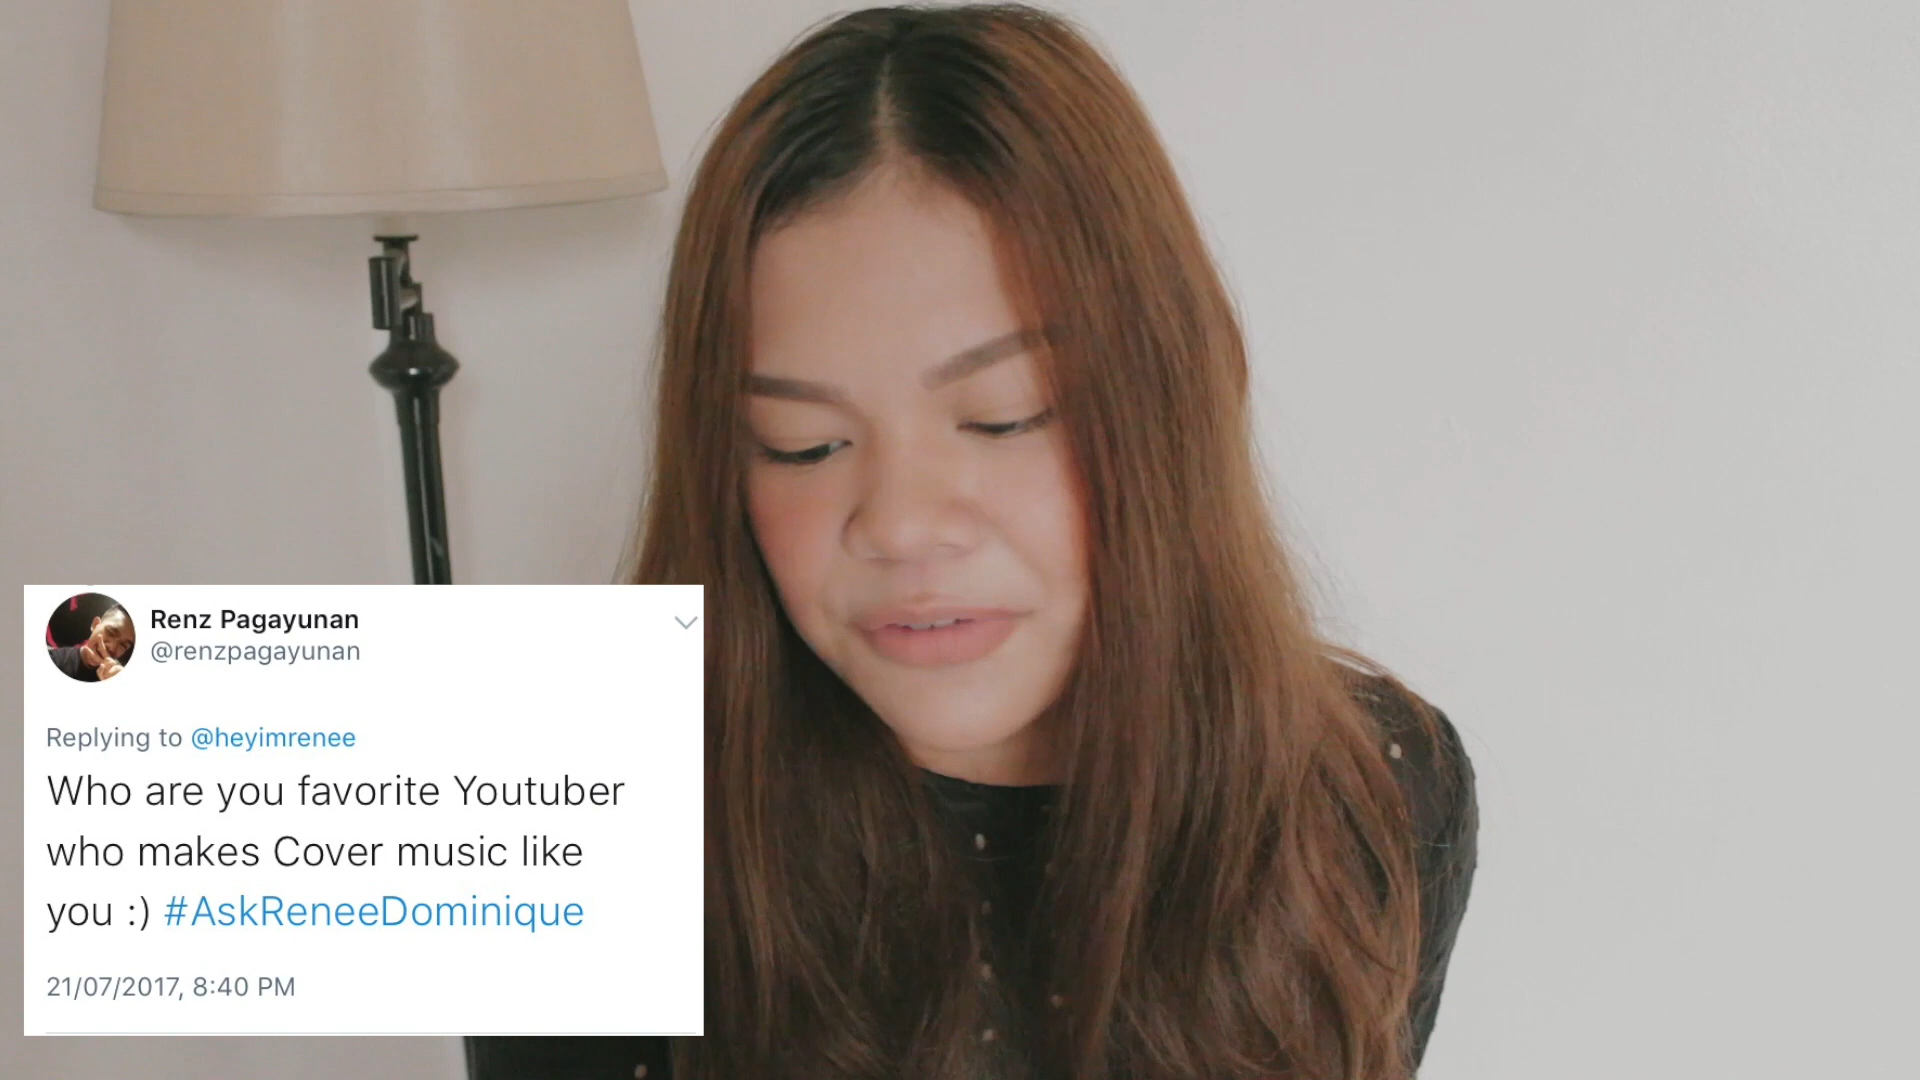 Renz Pagayunan
@renzpagayunan
Replying to @heyimrenee
Who are you favorite Youtuber
who makes Cover music like
you :) #AskReneeDominique
21/07/2017, 8:40 PM